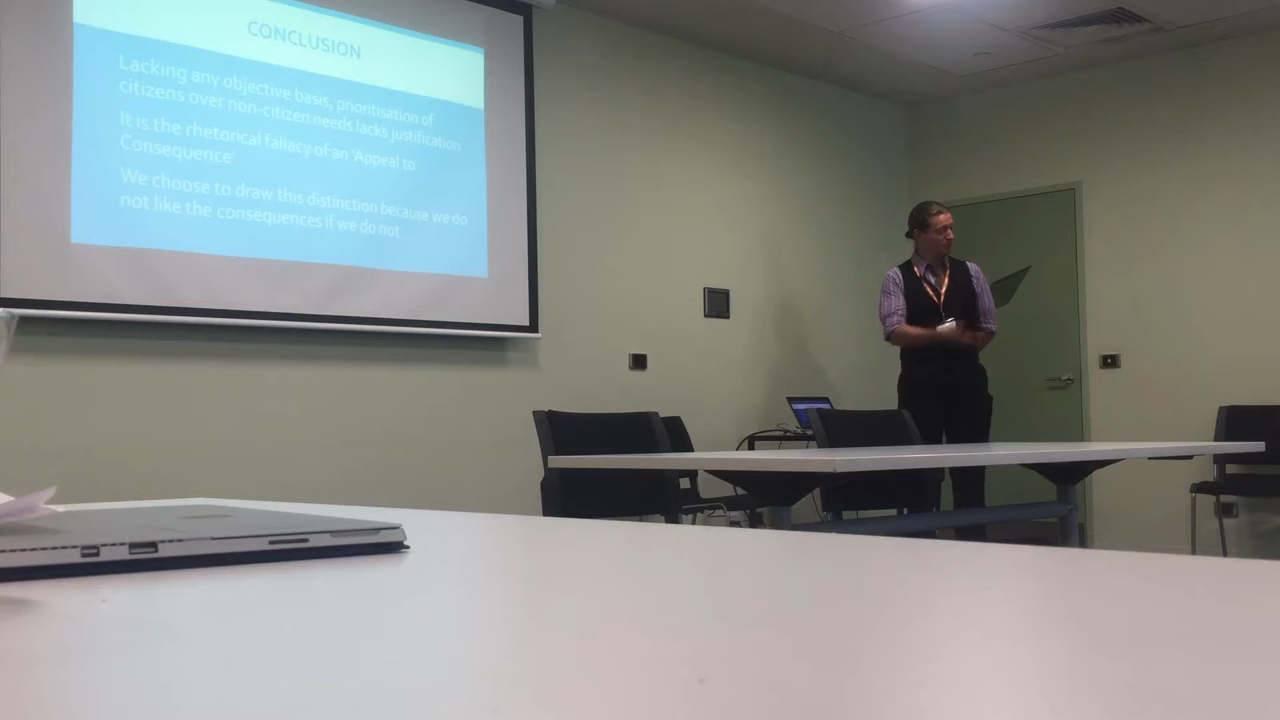 CONCLUSION
Lacking any objective basis, prioritisation of
citizens over non-citizen needs lacks justification
It is the rhetorical fallacy of an 'Appeal to
Consequence'
We choose to draw this distinction because we do
not like the consequences if we do not